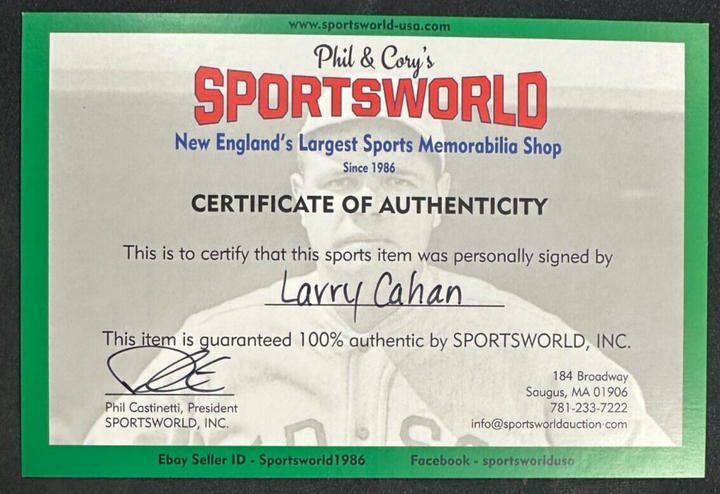 www.sportsworld-usa.com
Phil & Cory's
SPORTSWORLD
New England's Largest Sports Memorabilia Shop
Since 1986
CERTIFICATE OF AUTHENTICITY
This is to certify that this sports item was personally signed by
Larry Cahan
This item is guaranteed 100% authentic by SPORTSWORLD, INC.
Phil Castinetti, President
SPORTSWORLD, INC.
184 Broadway
Saugus, MA 01906
781-233-7222
info@sportsworldauction.com
Ebay Seller ID - Sportsworld1986 Facebook - sportsworldusa